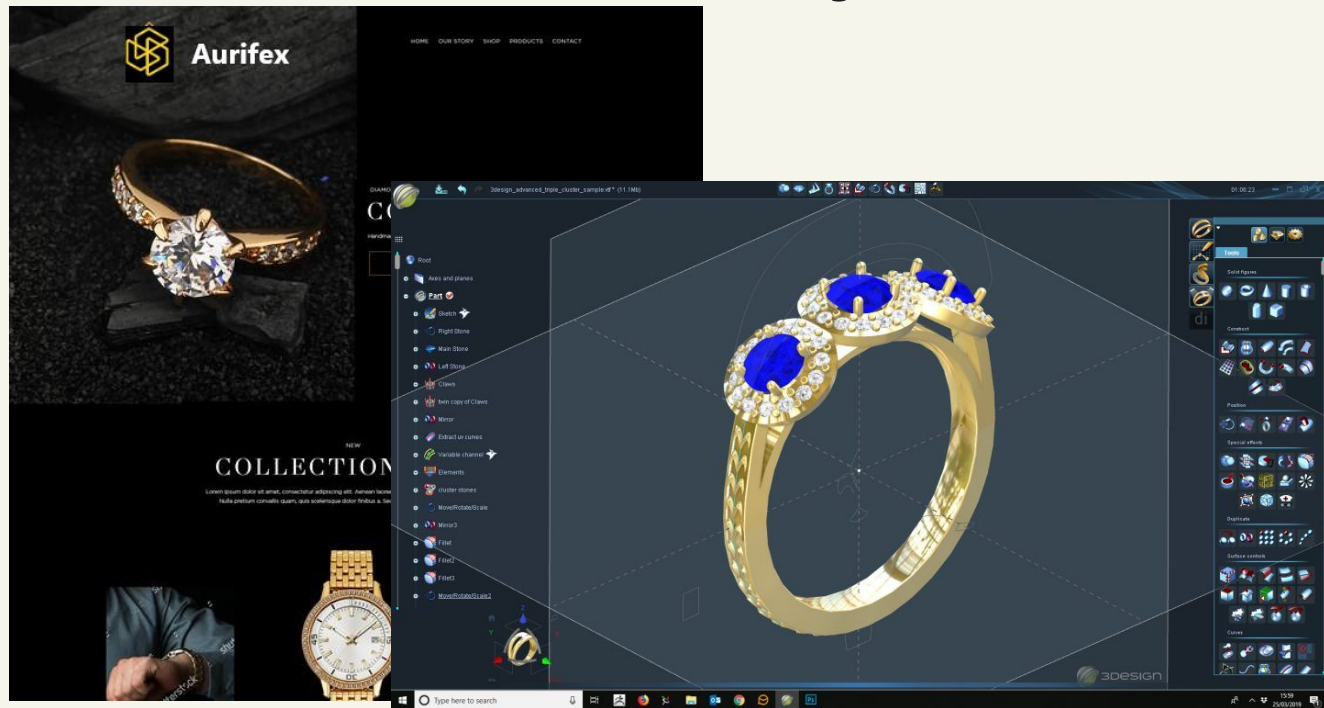 Aurifex
HOME OUR STORY SHOP PRODUCTS CONTACT
NEW
COLLECTION
3design_advanced_triple_cluster_sample.vf* (11.1Mb)
01:06:23
Root
Axes and planes
Part
Sketch
Right Stone
Main Stone
Left Stone
Claws
twin copy of Claws
Mirror
Extract uv curves
Variable channel
Elements
cluster stones
Move/Rotate/Scale
Mirror3
Fillet
Fillet2
Fillet3
Move/Rotate/Scale2
Z
Y
Tools
Solid figures
Construct
Position
Special effects
Duplicate
Surface controls
Curves
di
3DESIGN
Type here to search
15:59
25/03/2019